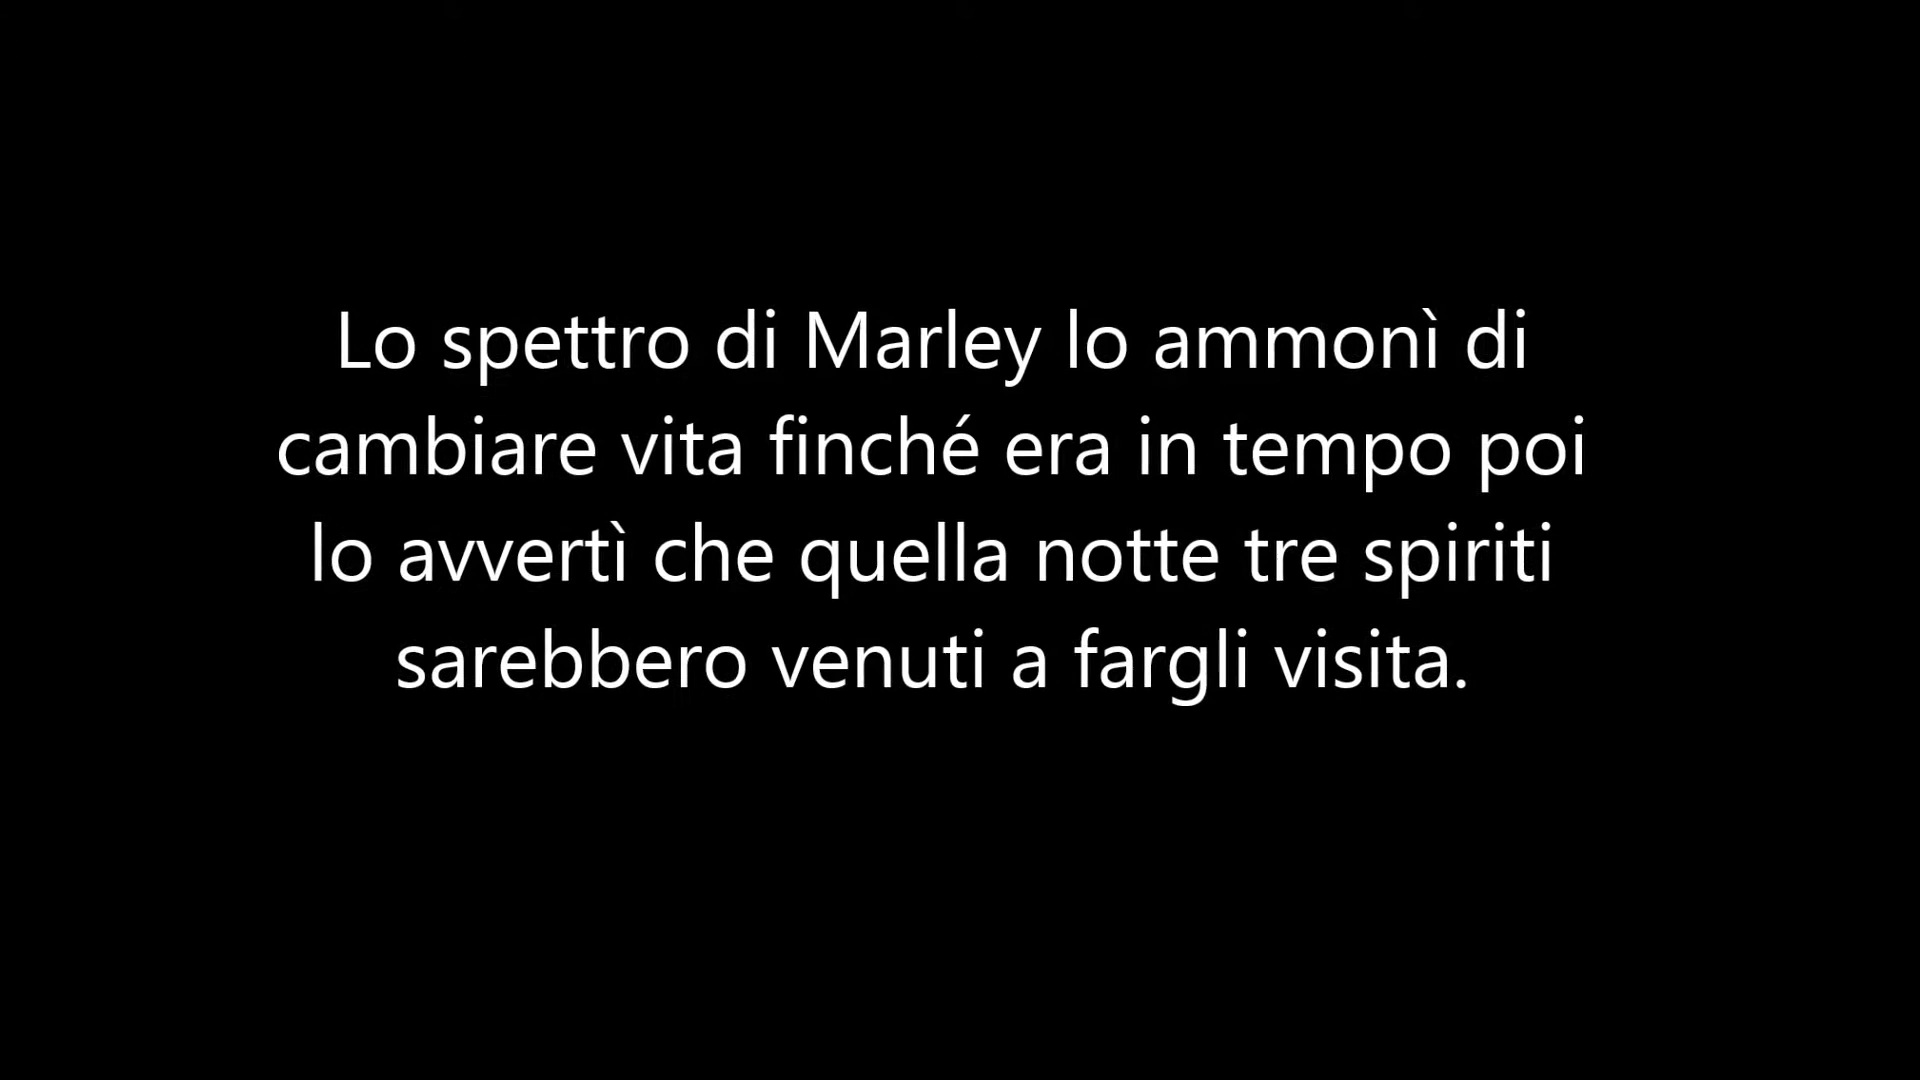 Lo spettro di Marley lo ammonì di
cambiare vita finché era in tempo poi
lo avvertì che quella notte tre spiriti
sarebbero venuti a fargli visita.